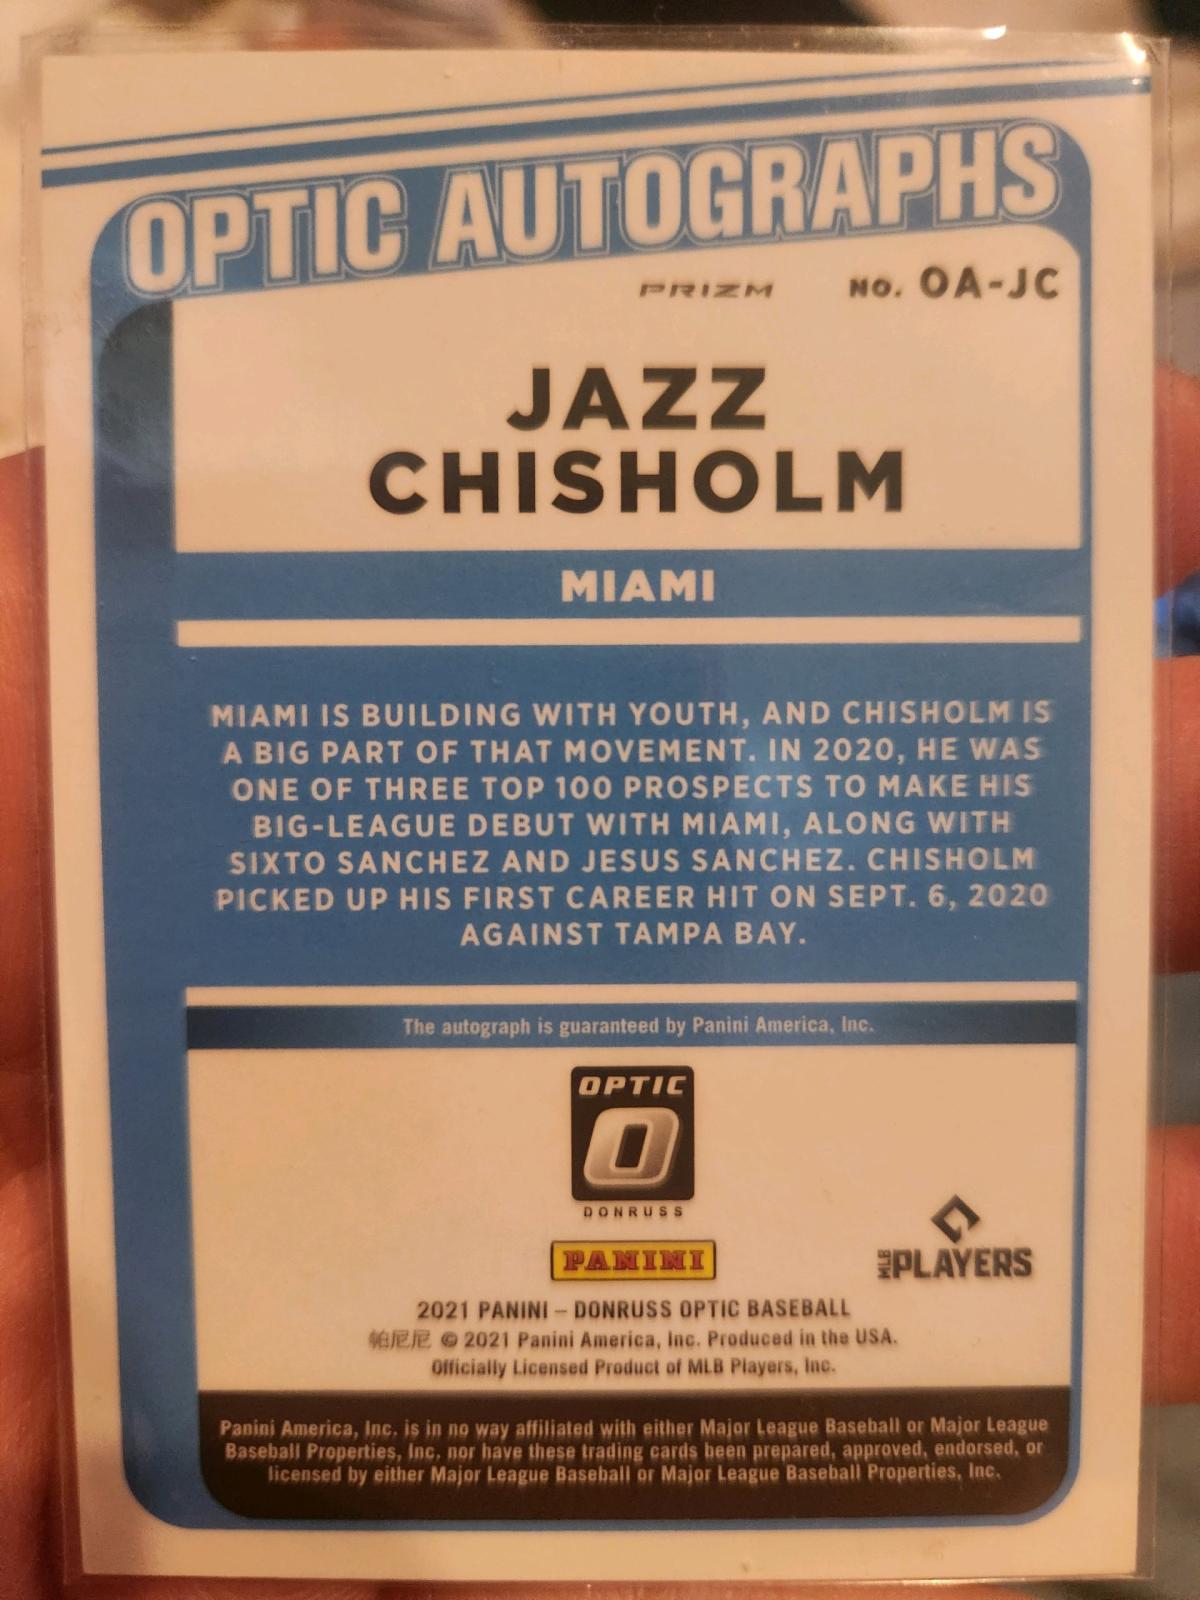 OPTIC AUTOGRAPHS
PRIZM NO. OA-JC
JAZZ
CHISHOLM
MIAMI
MIAMI IS BUILDING WITH YOUTH, AND CHISHOLM IS
A BIG PART OF THAT MOVEMENT. IN 2020, HE WAS
ONE OF THREE TOP 100 PROSPECTS TO MAKE HIS
BIG-LEAGUE DEBUT WITH MIAMI, ALONG WITH
SIXTO SANCHEZ AND JESUS SANCHEZ. CHISHOLM
PICKED UP HIS FIRST CAREER HIT ON SEPT. 6, 2020
AGAINST TAMPA BAY.
The autograph is guaranteed by Panini America, Inc.
OPTIC
O
DONRUSS
PANINI
MLB PLAYERS
2021 PANINI – DONRUSS OPTIC BASEBALL
帕尼尼 © 2021 Panini America, Inc. Produced in the USA.
Officially Licensed Product of MLB Players, Inc.
Panini America, Inc. is in no way affiliated with either Major League Baseball or Major League
Baseball Properties, Inc. nor have these trading cards been prepared, approved, endorsed, or
licensed by either Major League Baseball or Major League Baseball Properties, Inc.